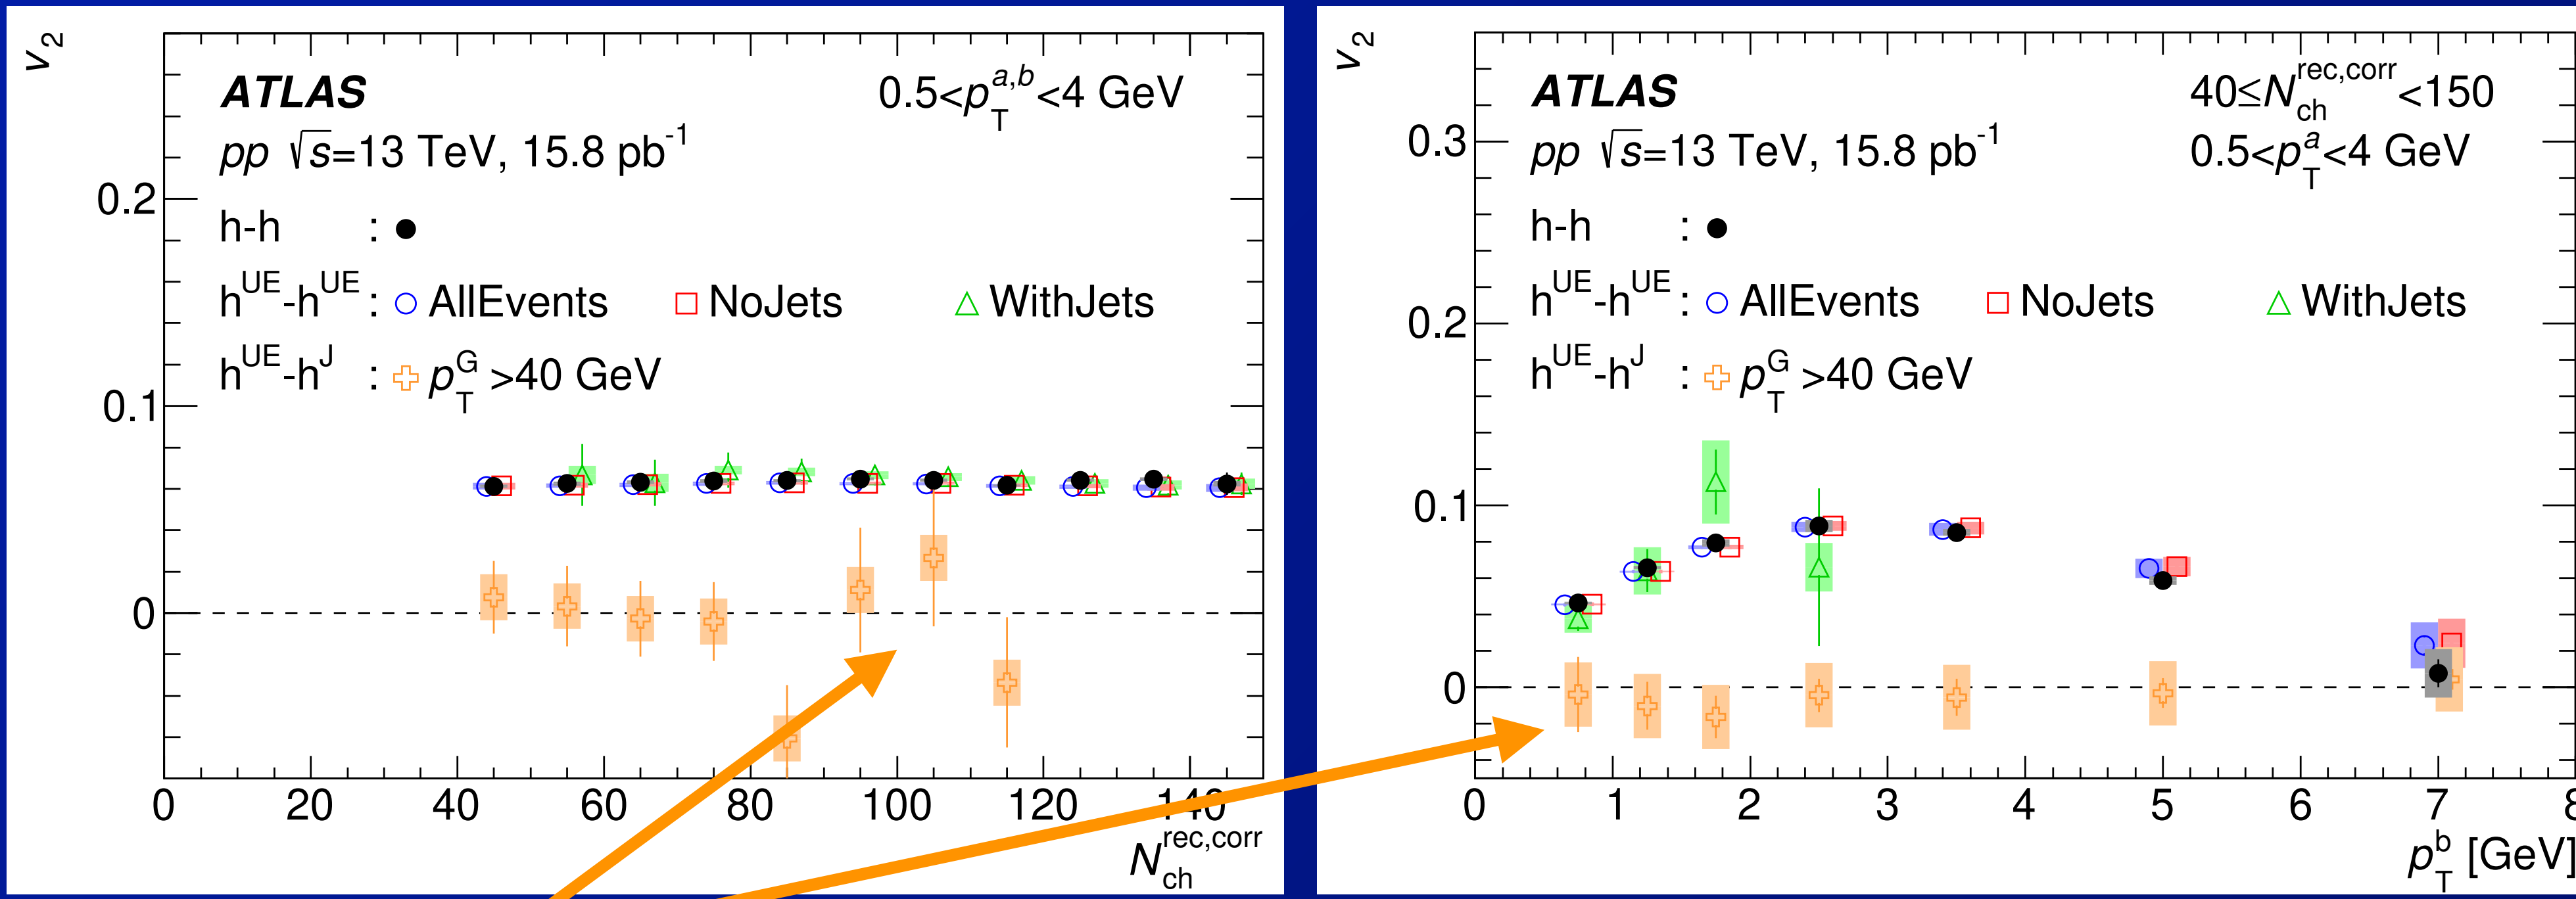 v₂
ATLAS
0.5<p_T^{a,b}<4 GeV
pp √s=13 TeV, 15.8 pb⁻¹
h-h :
h^{UE}-h^{UE} : AllEvents NoJets WithJets
h^{UE}-h^{J} : p_T^{G} >40 GeV
0.2
0.1
0
0 20 40 60 80 100 120 140
N_{ch}^{rec,corr}
v₂
ATLAS
40≤N_{ch}^{rec,corr}<150
pp √s=13 TeV, 15.8 pb⁻¹
0.5<p_T^{a}<4 GeV
h-h :
h^{UE}-h^{UE} : AllEvents NoJets WithJets
h^{UE}-h^{J} : p_T^{G} >40 GeV
0.3
0.2
0.1
0
0 1 2 3 4 5 6 7 8
p_T^{b} [GeV]